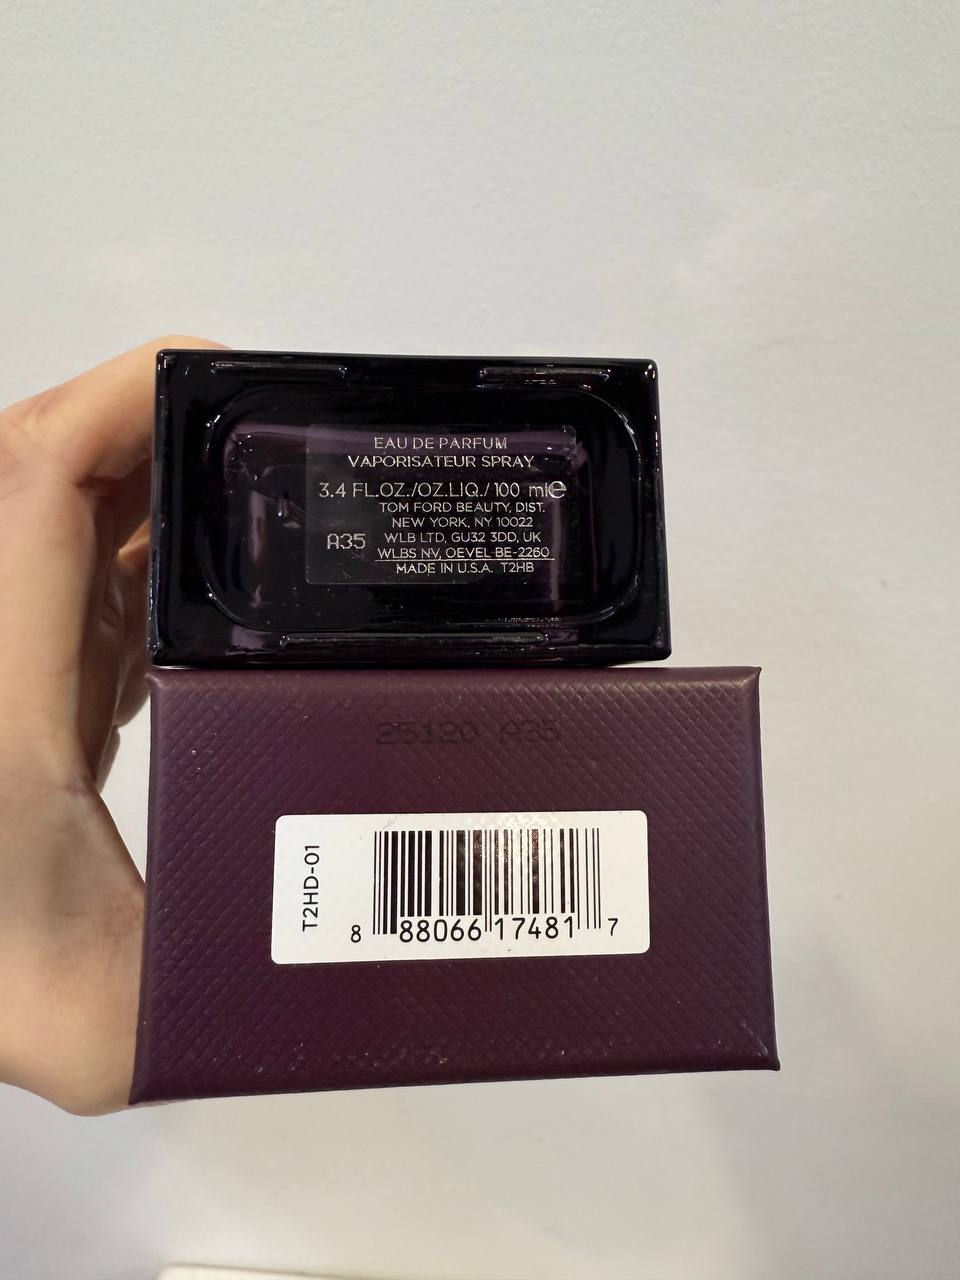 EAU DE PARFUM
VAPORISATEUR SPRAY
3.4 FL.OZ./OZ.LIQ./100 ml℮
TOM FORD BEAUTY, DIST.
NEW YORK, NY 10022
A35 WLB LTD, GU32 3DD, UK
WLBS NV, OEVEL BE-2260
MADE IN U.S.A. T2HB
25120 A35
T2HD-01
8 88066 17481 7